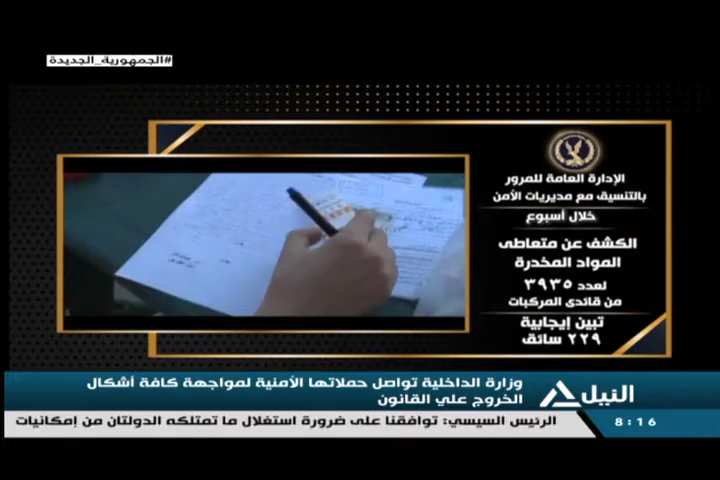 #الجمهورية_الجديدة
الإدارة العامة للمرور
بالتنسيق مع مديريات الأمن
خلال أسبوع
الكشف عن متعاطى
المواد المخدرة
لعدد ٣٩٣٥
من قائدى المركبات
تبين إيجابية
٢٢٩ سائق
وزارة الداخلية تواصل حملاتها الأمنية لمواجهة كافة أشكال
الخروج علي القانون
النيل
الرئيس السيسي: توافقنا على ضرورة استغلال ما تمتلكه الدولتان من إمكانيات
8:16